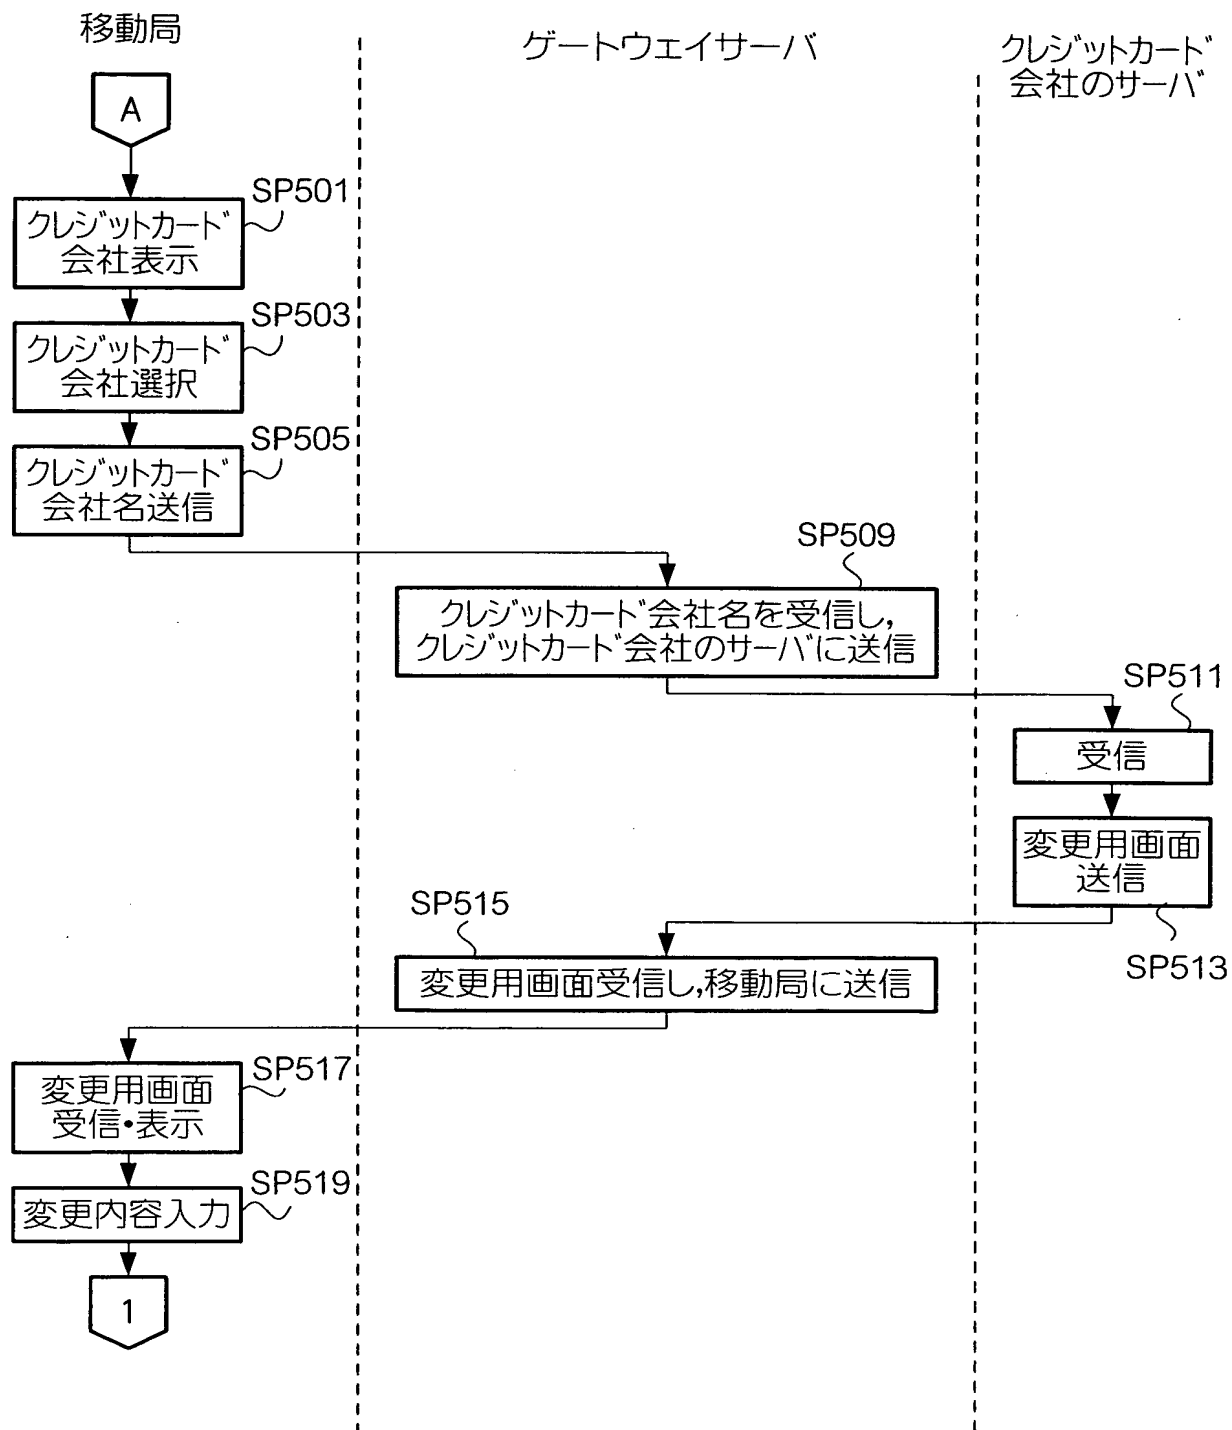 移動局
ゲートウェイサーバ
クレジットカード
会社のサーバ
A
SP501
クレジットカード
会社表示
SP503
クレジットカード
会社選択
SP505
クレジットカード
会社名送信
SP509
クレジットカード会社名を受信し,
クレジットカード会社のサーバに送信
SP511
受信
変更用画面
送信
SP513
SP515
変更用画面受信し,移動局に送信
SP517
変更用画面
受信・表示
SP519
変更内容入力
1